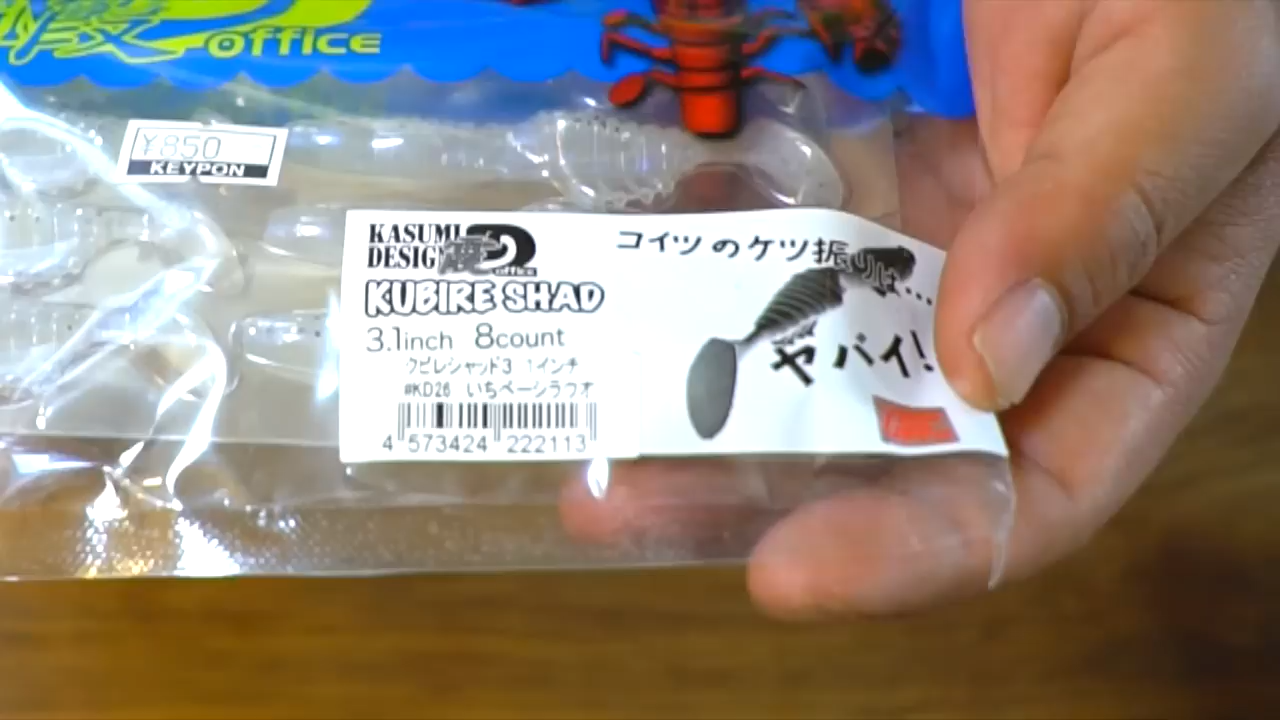 office
¥850
KEYPON
KASUMI
DESIGN
office
KUBIRE SHAD
3.1inch 8count
クビレシャッド3 1インチ
#KD26 いちベーシラウオ
4 573424 222113
コイツのケツ振りは…
ヤバイ!